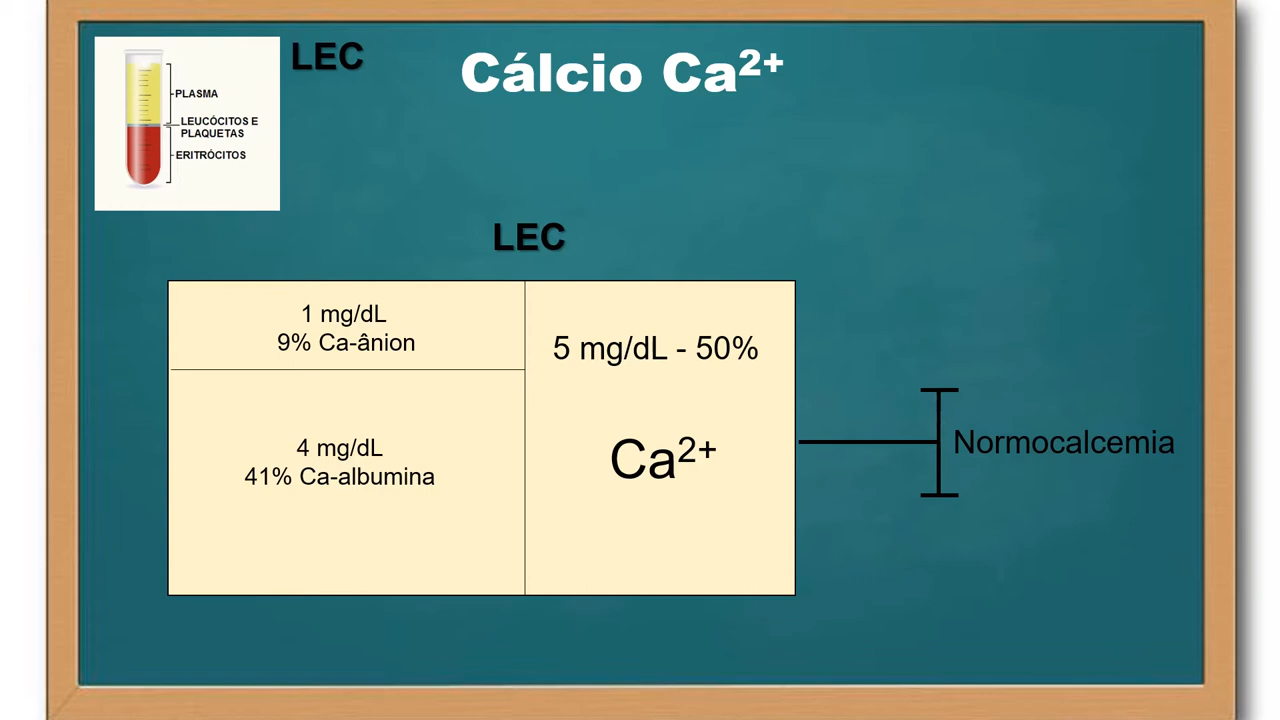 LEC
Cálcio Ca²⁺
PLASMA
LEUCÓCITOS E
PLAQUETAS
ERITRÓCITOS
LEC
1 mg/dL
9% Ca-ânion
5 mg/dL - 50%
4 mg/dL
41% Ca-albumina
Ca²⁺
Normocalcemia